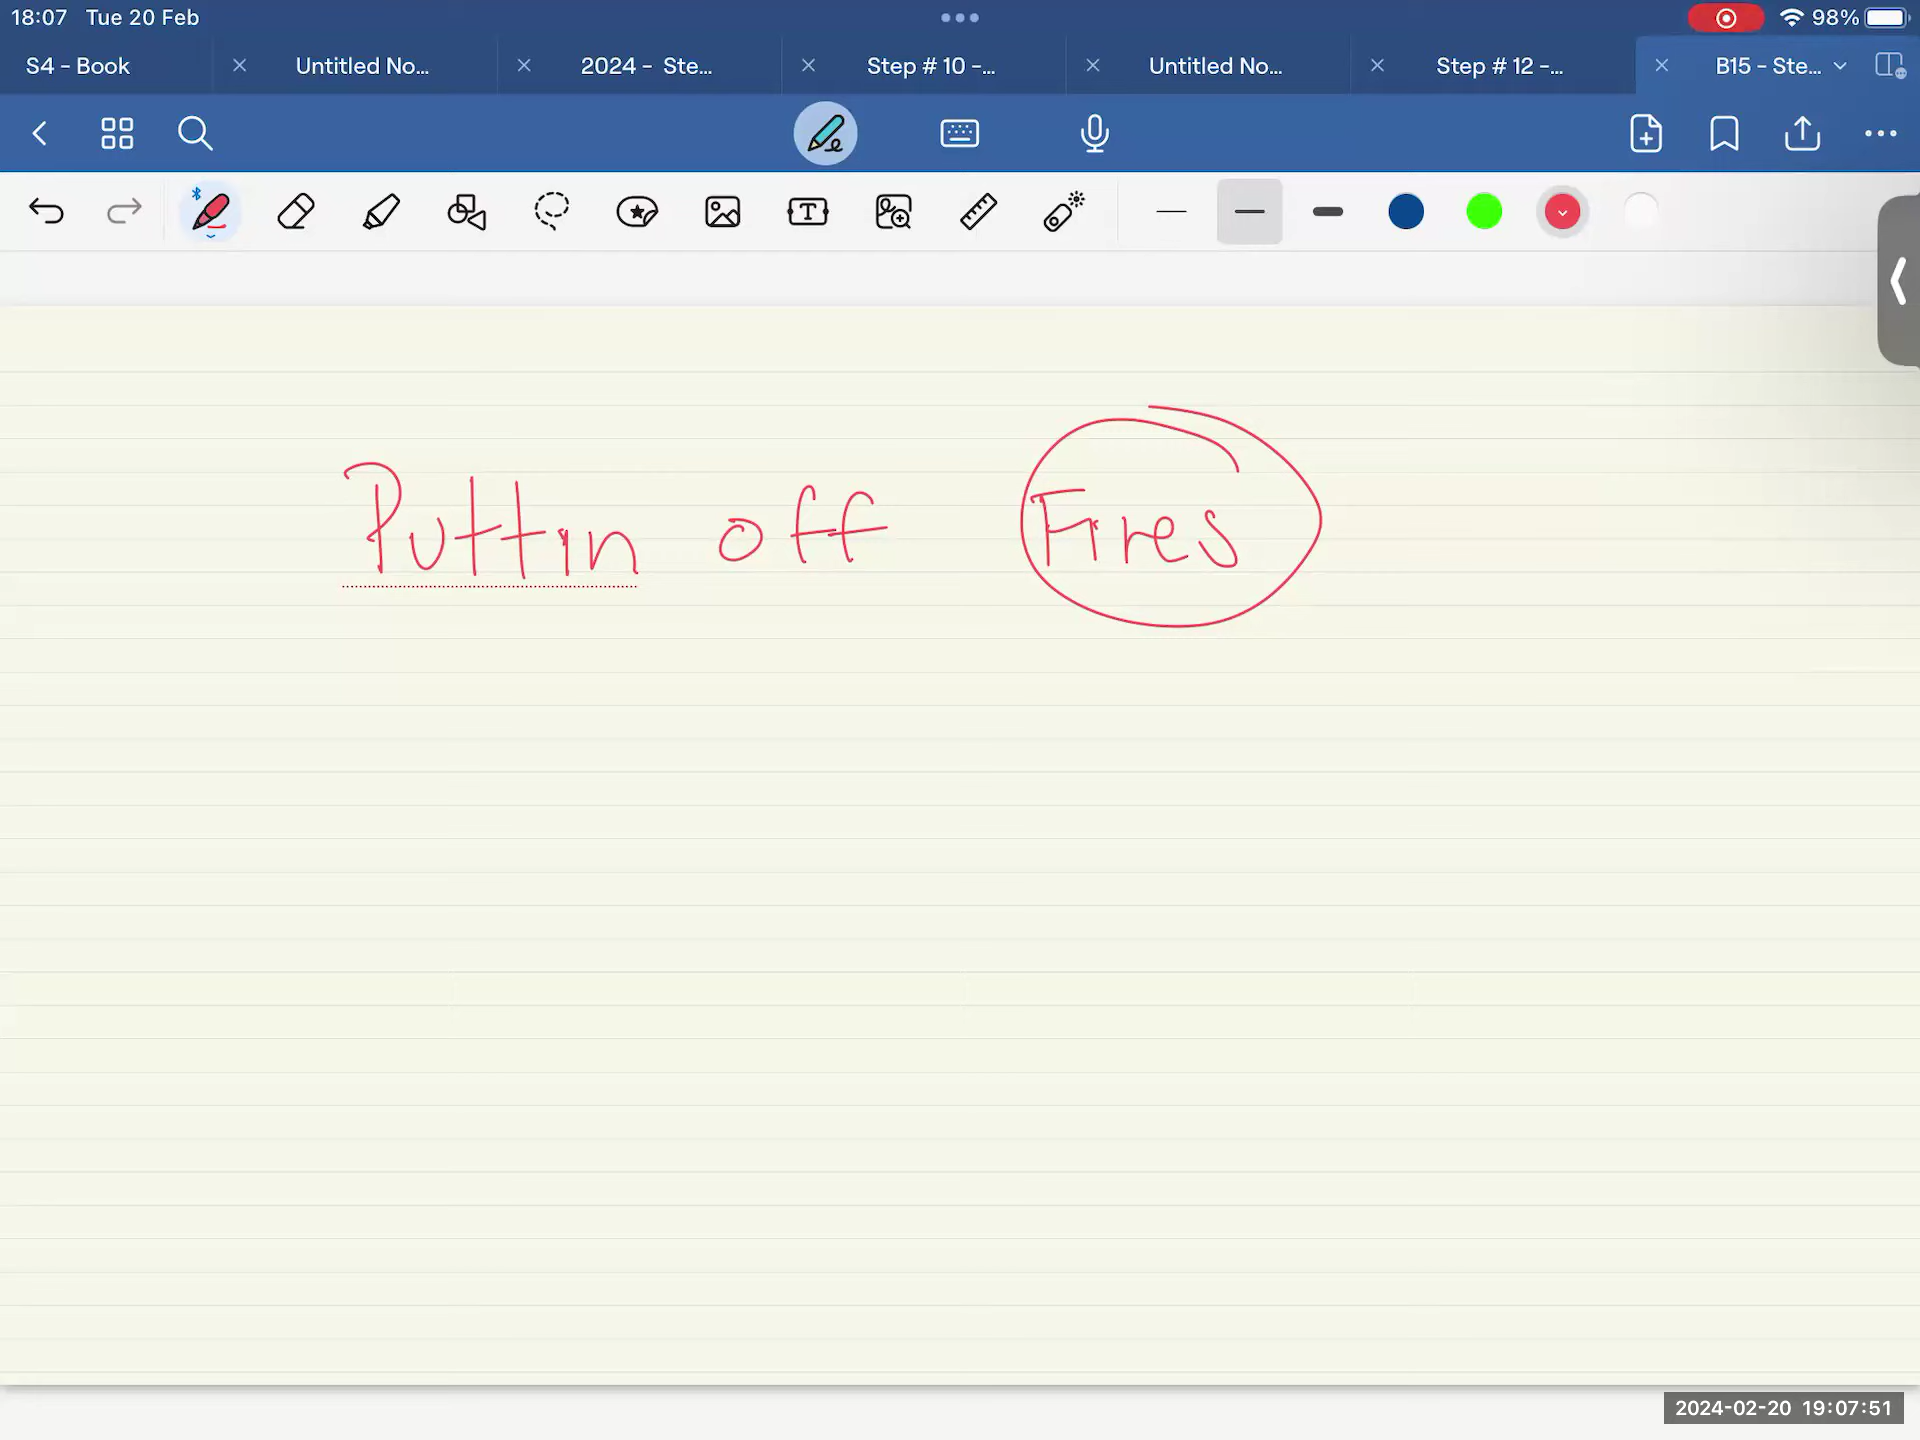 18:07 Tue 20 Feb 98%
S4 - Book Untitled No... 2024 - Ste... Step # 10 -... Untitled No... Step # 12 -... B15 - Ste...
Puttin off Fires
2024-02-20 19:07:51